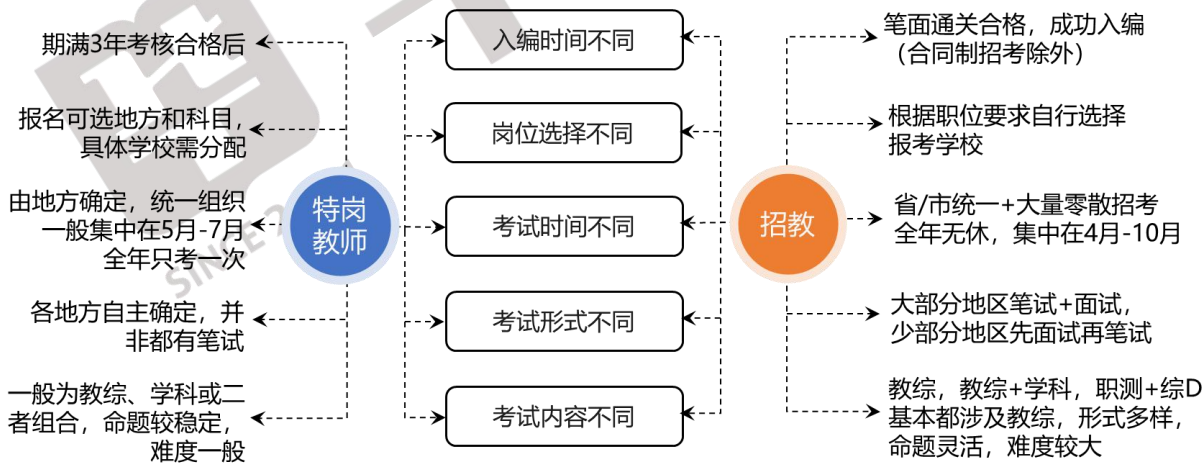 期满3年考核合格后
报名可选地方和科目，
具体学校需分配
由地方确定，统一组织
一般集中在5月-7月
全年只考一次
各地方自主确定，并
非都有笔试
一般为教综、学科或二
者组合，命题较稳定，
难度一般
特岗
教师
入编时间不同
岗位选择不同
考试时间不同
考试形式不同
考试内容不同
招教
笔面通关合格，成功入编
（合同制招考除外）
根据职位要求自行选择
报考学校
省/市统一+大量零散招考
全年无休，集中在4月-10月
大部分地区笔试+面试，
少部分地区先面试再笔试
教综，教综+学科，职测+综D
基本都涉及教综，形式多样，
命题灵活，难度较大
SINCE 2